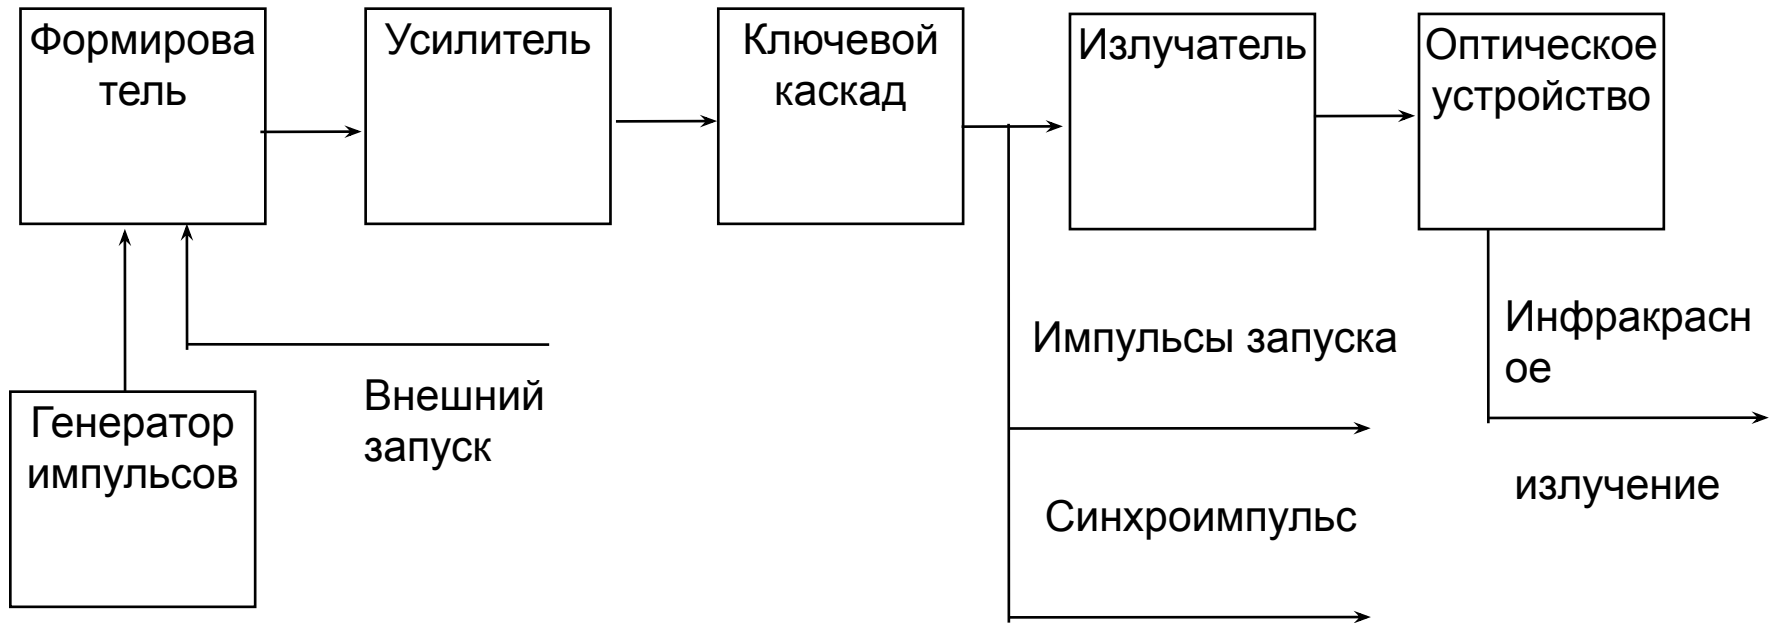 Формирова
тель
Усилитель
Ключевой
каскад
Излучатель
Оптическое
устройство
Импульсы запуска
Инфракрасн
ое
Внешний
запуск
Генератор
импульсов
излучение
Синхроимпульс